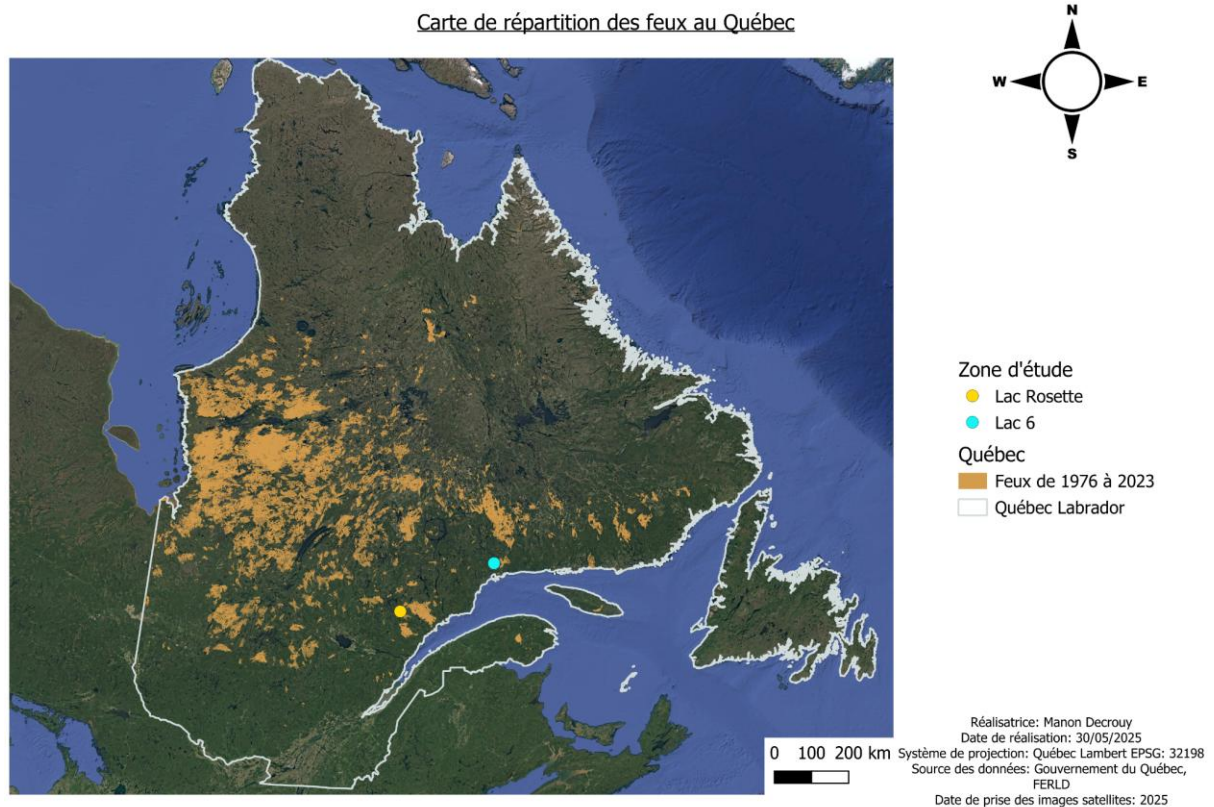 Carte de répartition des feux au Québec
N
W
E
S
Zone d'étude
Lac Rosette
Lac 6
Québec
Feux de 1976 à 2023
Québec Labrador
0 100 200 km
Réalisatrice: Manon Decrouy
Date de réalisation: 30/05/2025
Système de projection: Québec Lambert EPSG: 32198
Source des données: Gouvernement du Québec,
FERLD
Date de prise des images satellites: 2025